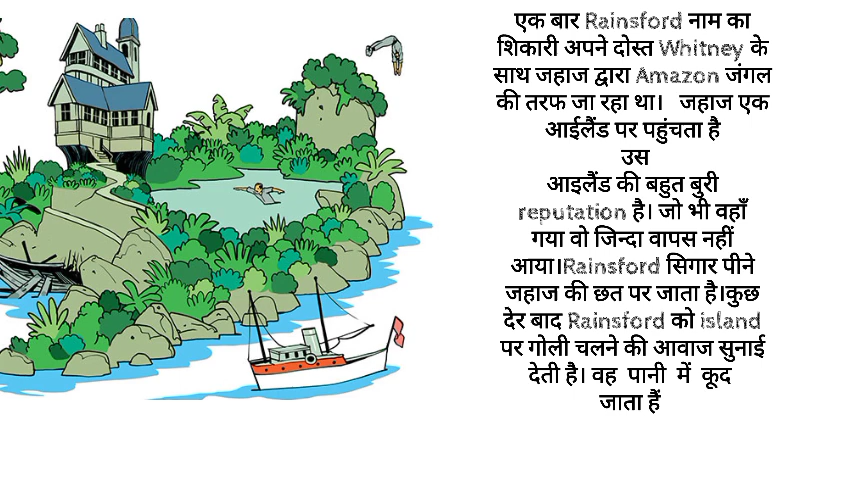 एक बार Rainsford नाम का
शिकारी अपने दोस्त Whitney के
साथ जहाज द्वारा Amazon जंगल
की तरफ जा रहा था। जहाज एक
आईलैंड पर पहुंचता है
उस
आइलैंड की बहुत बुरी
reputation है। जो भी वहाँ
गया वो जिन्दा वापस नहीं
आया।Rainsford सिगार पीने
जहाज की छत पर जाता है।कुछ
देर बाद Rainsford को island
पर गोली चलने की आवाज सुनाई
देती है। वह पानी में कूद
जाता हैं